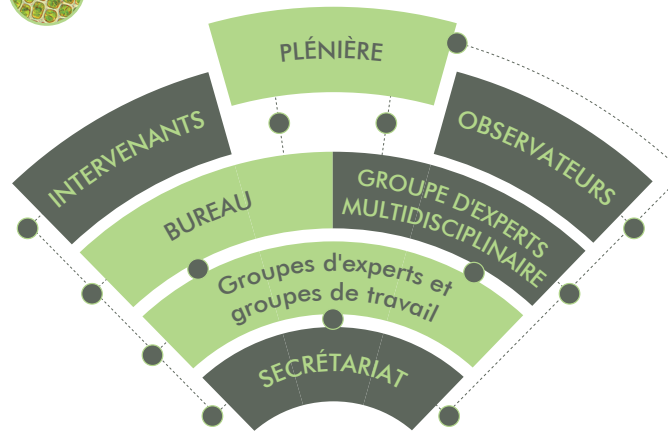 PLÉNIÈRE
INTERVENANTS
OBSERVATEURS
BUREAU
GROUPE D'EXPERTS
MULTIDISCIPLINAIRE
Groupes d'experts et
groupes de travail
SECRÉTARIAT